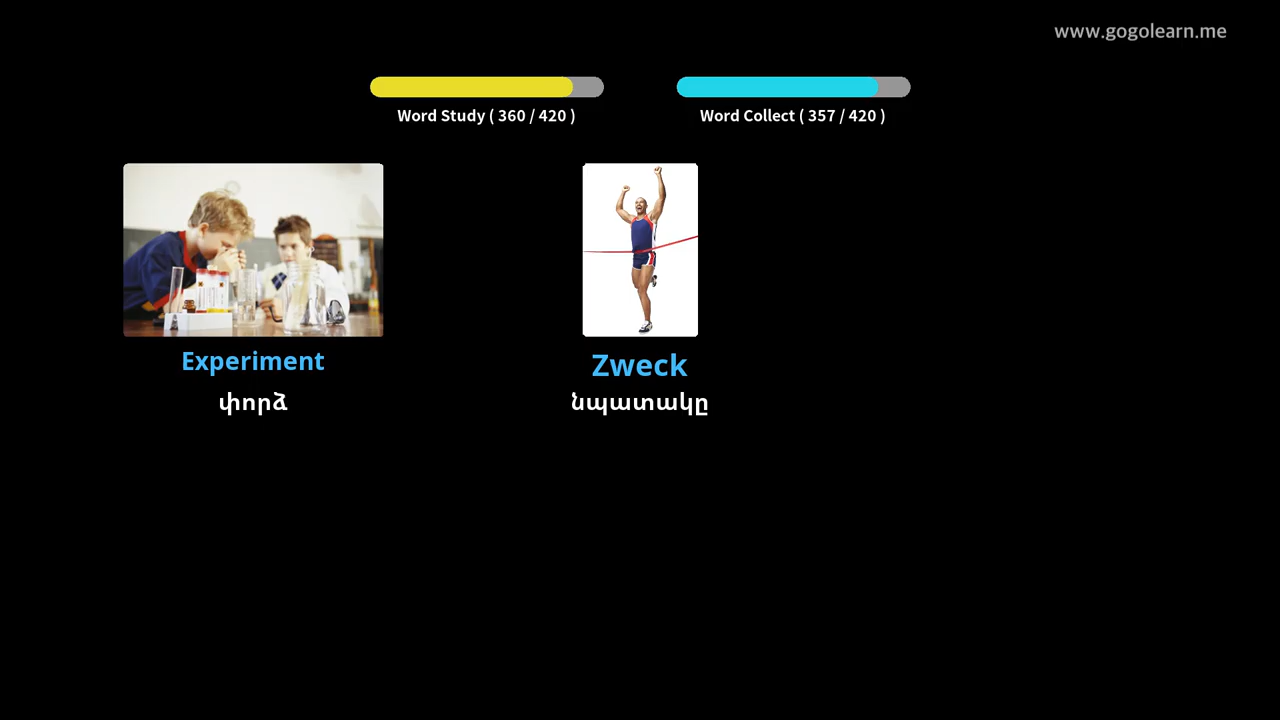 www.gogolearn.me
Word Study ( 360 / 420 )
Word Collect ( 357 / 420 )
Experiment
փորձ
Zweck
նպատակը